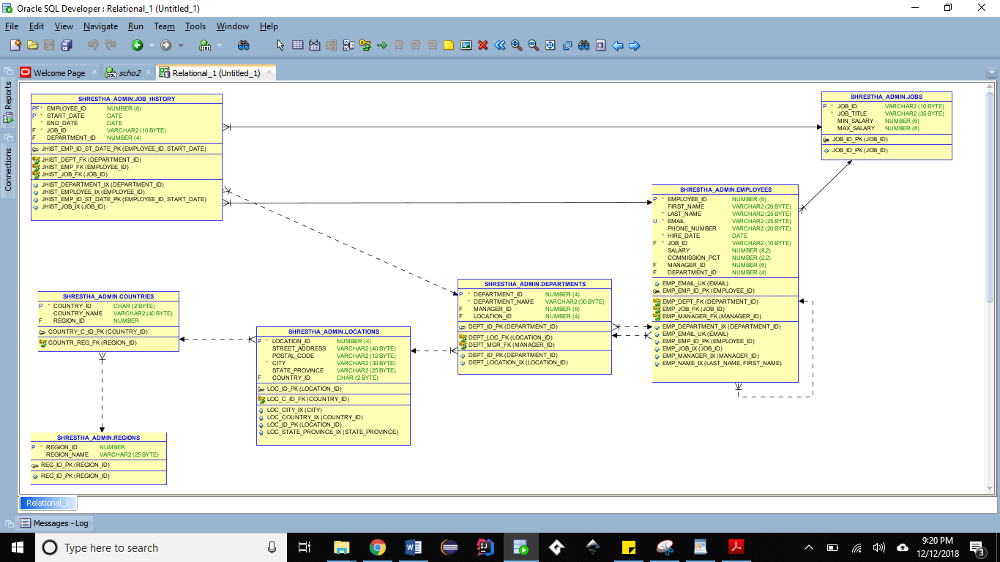 Oracle SQL Developer : Relational_1 (Untitled_1)
File Edit View Navigate Run Team Tools Window Help
Welcome Page
scho2
Relational_1 (Untitled_1)
Reports
Connections
SHRESTHA_ADMIN.JOB_HISTORY
PF * EMPLOYEE_ID NUMBER (6)
P * START_DATE DATE
* END_DATE DATE
F * JOB_ID VARCHAR2 (10 BYTE)
F DEPARTMENT_ID NUMBER (4)
JHIST_EMP_ID_ST_DATE_PK (EMPLOYEE_ID, START_DATE)
JHIST_DEPT_FK (DEPARTMENT_ID)
JHIST_EMP_FK (EMPLOYEE_ID)
JHIST_JOB_FK (JOB_ID)
JHIST_DEPARTMENT_IX (DEPARTMENT_ID)
JHIST_EMPLOYEE_IX (EMPLOYEE_ID)
JHIST_EMP_ID_ST_DATE_PK (EMPLOYEE_ID, START_DATE)
JHIST_JOB_IX (JOB_ID)
SHRESTHA_ADMIN.JOBS
P * JOB_ID VARCHAR2 (10 BYTE)
* JOB_TITLE VARCHAR2 (35 BYTE)
MIN_SALARY NUMBER (6)
MAX_SALARY NUMBER (6)
JOB_ID_PK (JOB_ID)
JOB_ID_PK (JOB_ID)
SHRESTHA_ADMIN.EMPLOYEES
P * EMPLOYEE_ID NUMBER (6)
FIRST_NAME VARCHAR2 (20 BYTE)
* LAST_NAME VARCHAR2 (25 BYTE)
U * EMAIL VARCHAR2 (25 BYTE)
PHONE_NUMBER VARCHAR2 (20 BYTE)
* HIRE_DATE DATE
F * JOB_ID VARCHAR2 (10 BYTE)
SALARY NUMBER (8,2)
COMMISSION_PCT NUMBER (2,2)
F MANAGER_ID NUMBER (6)
F DEPARTMENT_ID NUMBER (4)
EMP_EMAIL_UK (EMAIL)
EMP_EMP_ID_PK (EMPLOYEE_ID)
EMP_DEPT_FK (DEPARTMENT_ID)
EMP_JOB_FK (JOB_ID)
EMP_MANAGER_FK (MANAGER_ID)
EMP_DEPARTMENT_IX (DEPARTMENT_ID)
EMP_EMAIL_UK (EMAIL)
EMP_EMP_ID_PK (EMPLOYEE_ID)
EMP_JOB_IX (JOB_ID)
EMP_MANAGER_IX (MANAGER_ID)
EMP_NAME_IX (LAST_NAME, FIRST_NAME)
SHRESTHA_ADMIN.DEPARTMENTS
P * DEPARTMENT_ID NUMBER (4)
* DEPARTMENT_NAME VARCHAR2 (30 BYTE)
F MANAGER_ID NUMBER (6)
F LOCATION_ID NUMBER (4)
DEPT_ID_PK (DEPARTMENT_ID)
DEPT_LOC_FK (LOCATION_ID)
DEPT_MGR_FK (MANAGER_ID)
DEPT_ID_PK (DEPARTMENT_ID)
DEPT_LOCATION_IX (LOCATION_ID)
SHRESTHA_ADMIN.COUNTRIES
P * COUNTRY_ID CHAR (2 BYTE)
COUNTRY_NAME VARCHAR2 (40 BYTE)
F REGION_ID NUMBER
COUNTRY_C_ID_PK (COUNTRY_ID)
COUNTR_REG_FK (REGION_ID)
SHRESTHA_ADMIN.LOCATIONS
P * LOCATION_ID NUMBER (4)
STREET_ADDRESS VARCHAR2 (40 BYTE)
POSTAL_CODE VARCHAR2 (12 BYTE)
* CITY VARCHAR2 (30 BYTE)
STATE_PROVINCE VARCHAR2 (25 BYTE)
F COUNTRY_ID CHAR (2 BYTE)
LOC_ID_PK (LOCATION_ID)
LOC_C_ID_FK (COUNTRY_ID)
LOC_CITY_IX (CITY)
LOC_COUNTRY_IX (COUNTRY_ID)
LOC_ID_PK (LOCATION_ID)
LOC_STATE_PROVINCE_IX (STATE_PROVINCE)
SHRESTHA_ADMIN.REGIONS
P * REGION_ID NUMBER
REGION_NAME VARCHAR2 (25 BYTE)
REG_ID_PK (REGION_ID)
REG_ID_PK (REGION_ID)
Relational_1
Messages - Log
Type here to search
9:20 PM
12/12/2018
3